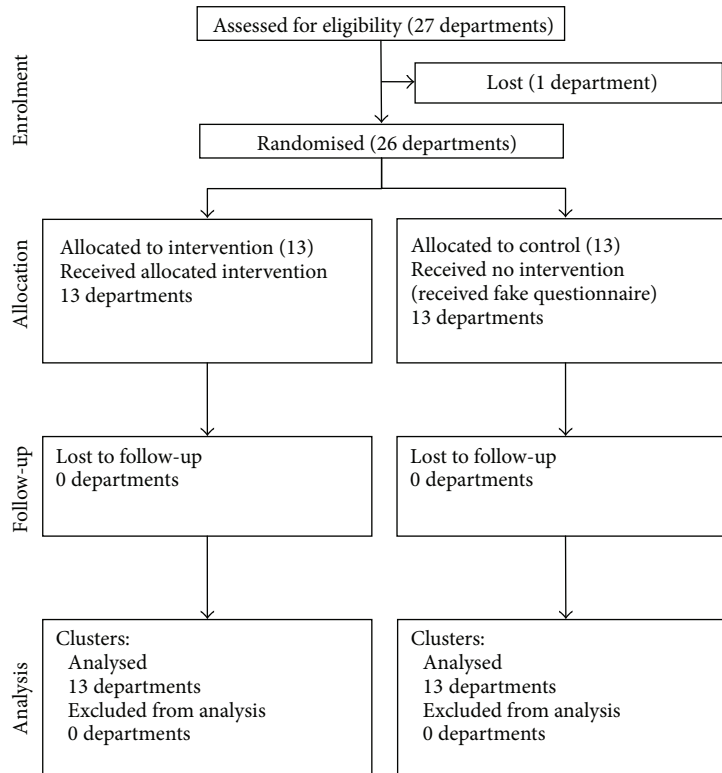 Assessed for eligibility (27 departments)
Lost (1 department)
Enrolment
Randomised (26 departments)
Allocation
Allocated to intervention (13)
Received allocated intervention
13 departments
Allocated to control (13)
Received no intervention
(received fake questionnaire)
13 departments
Follow-up
Lost to follow-up
0 departments
Lost to follow-up
0 departments
Analysis
Clusters:
Analysed
13 departments
Excluded from analysis
0 departments
Clusters:
Analysed
13 departments
Excluded from analysis
0 departments